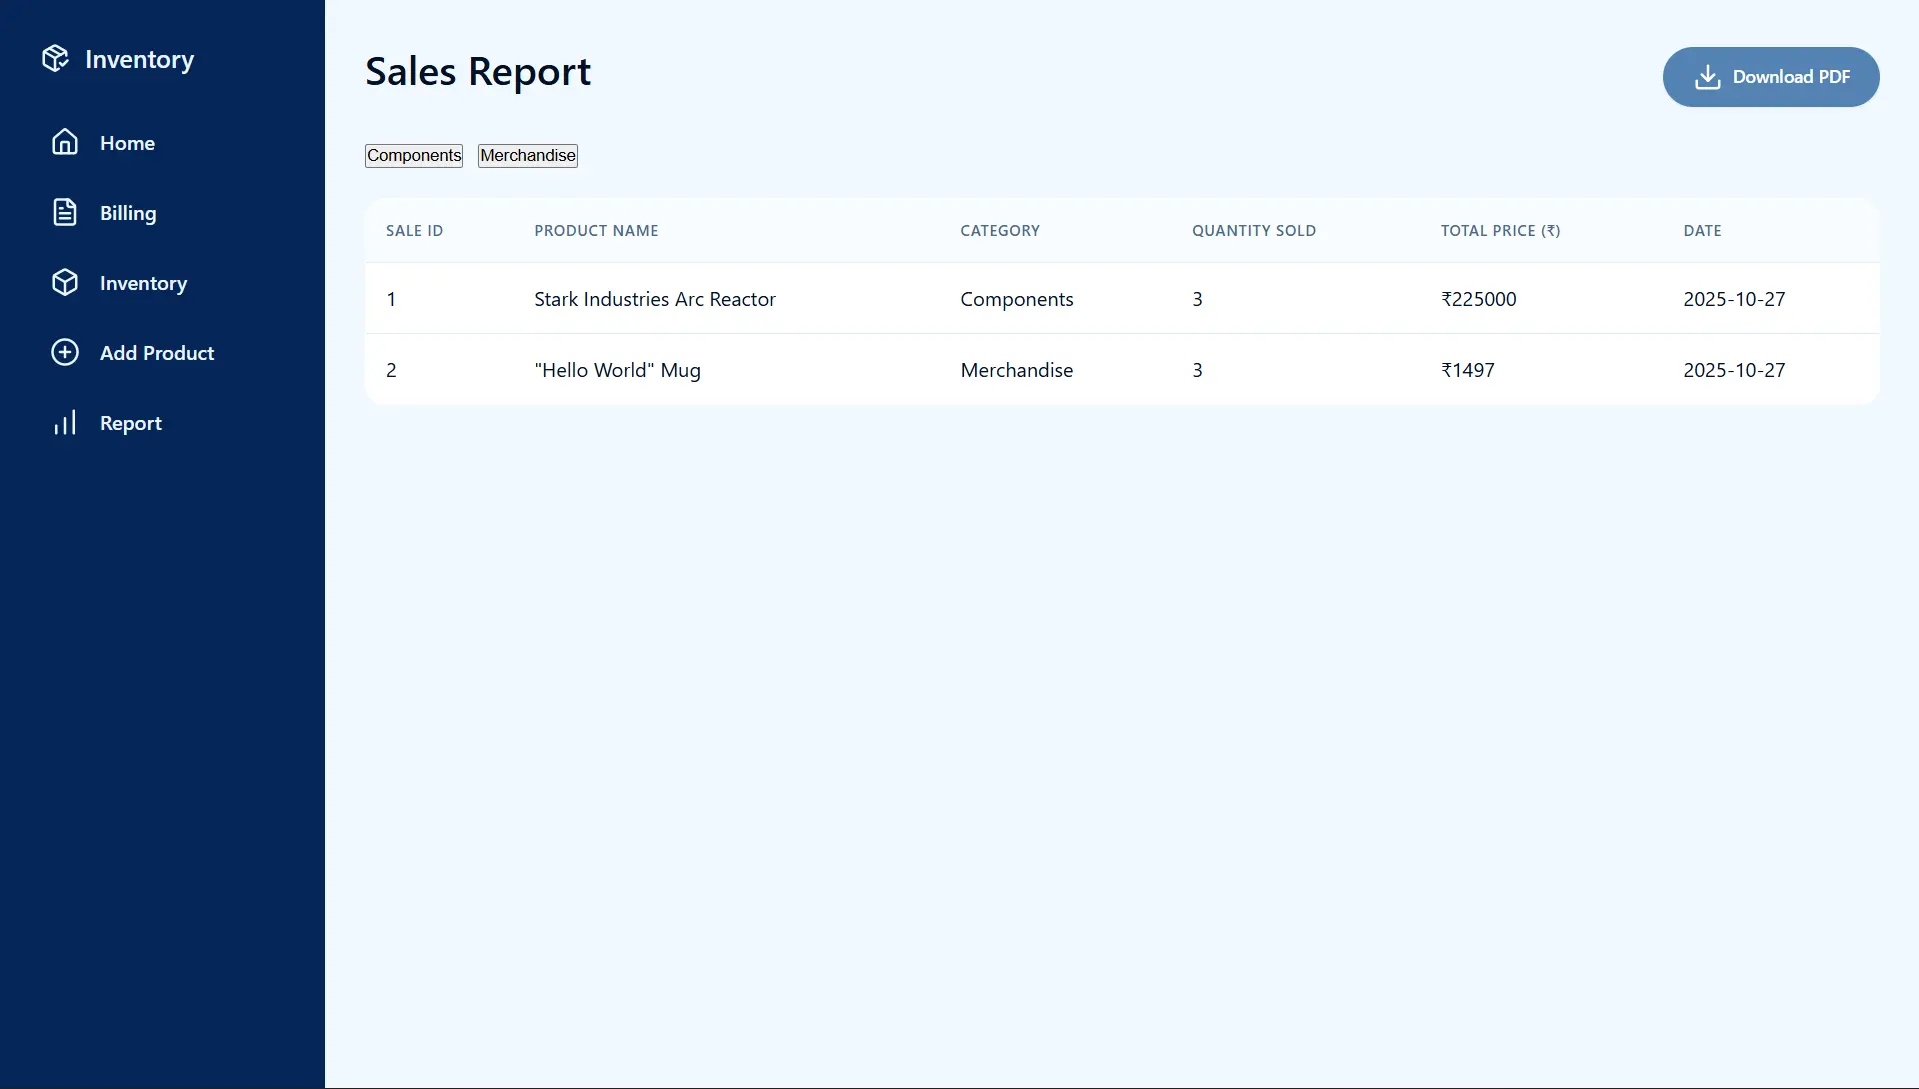 Inventory
Home
Billing
Inventory
Add Product
Report
Sales Report
Download PDF
Components Merchandise
SALE ID PRODUCT NAME CATEGORY QUANTITY SOLD TOTAL PRICE (₹) DATE
1 Stark Industries Arc Reactor Components 3 ₹225000 2025-10-27
2 "Hello World" Mug Merchandise 3 ₹1497 2025-10-27